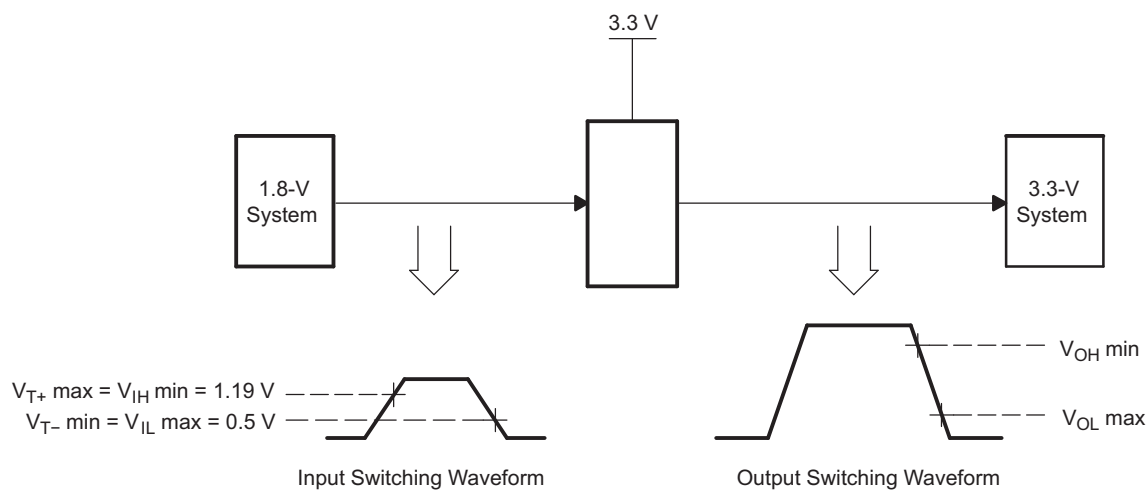 3.3 V
1.8-V
System
3.3-V
System
V_T+ max = V_IH min = 1.19 V
V_T− min = V_IL max = 0.5 V
V_OH min
V_OL max
Input Switching Waveform
Output Switching Waveform